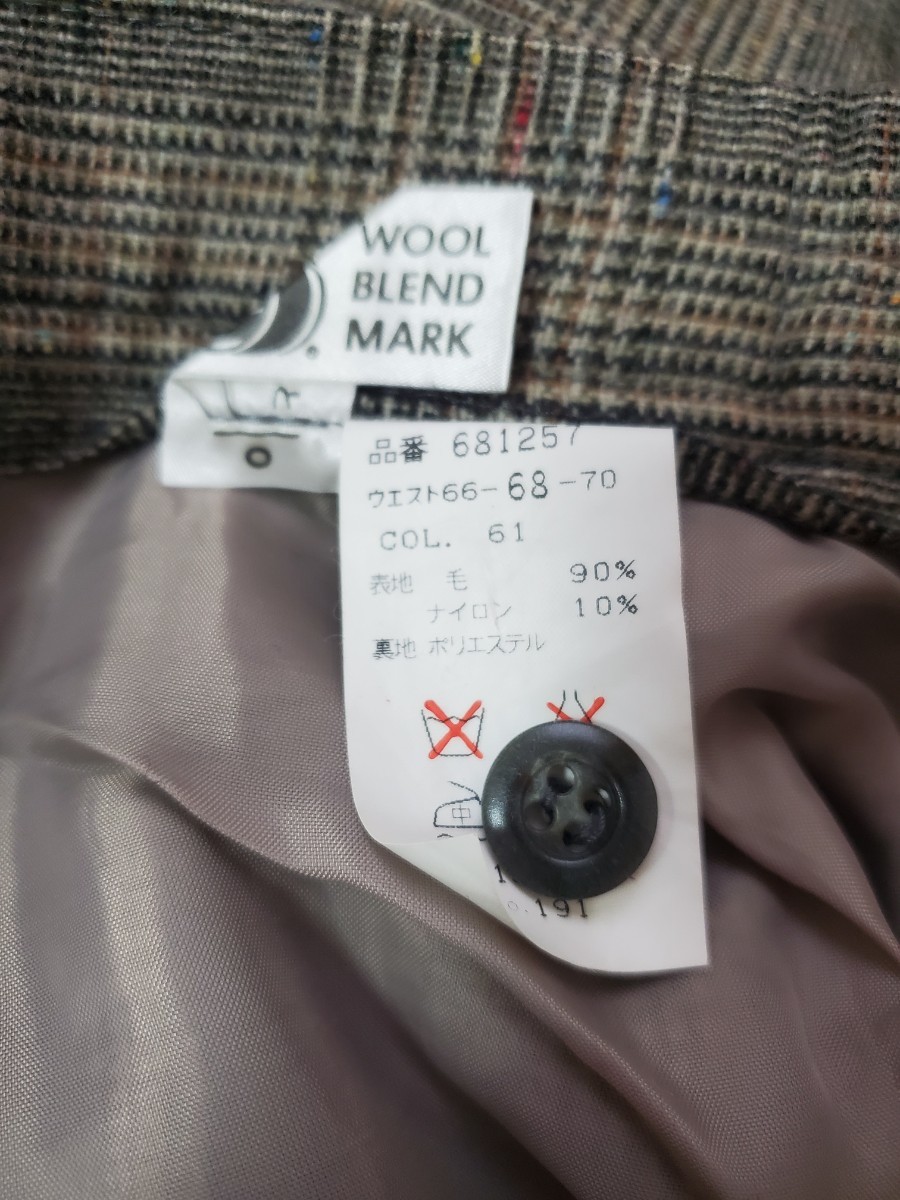 WOOL
BLEND
MARK
品番 681257
ウエスト66-68-70
COL. 61
表地 毛 90%
ナイロン 10%
裏地 ポリエステル
中
.191